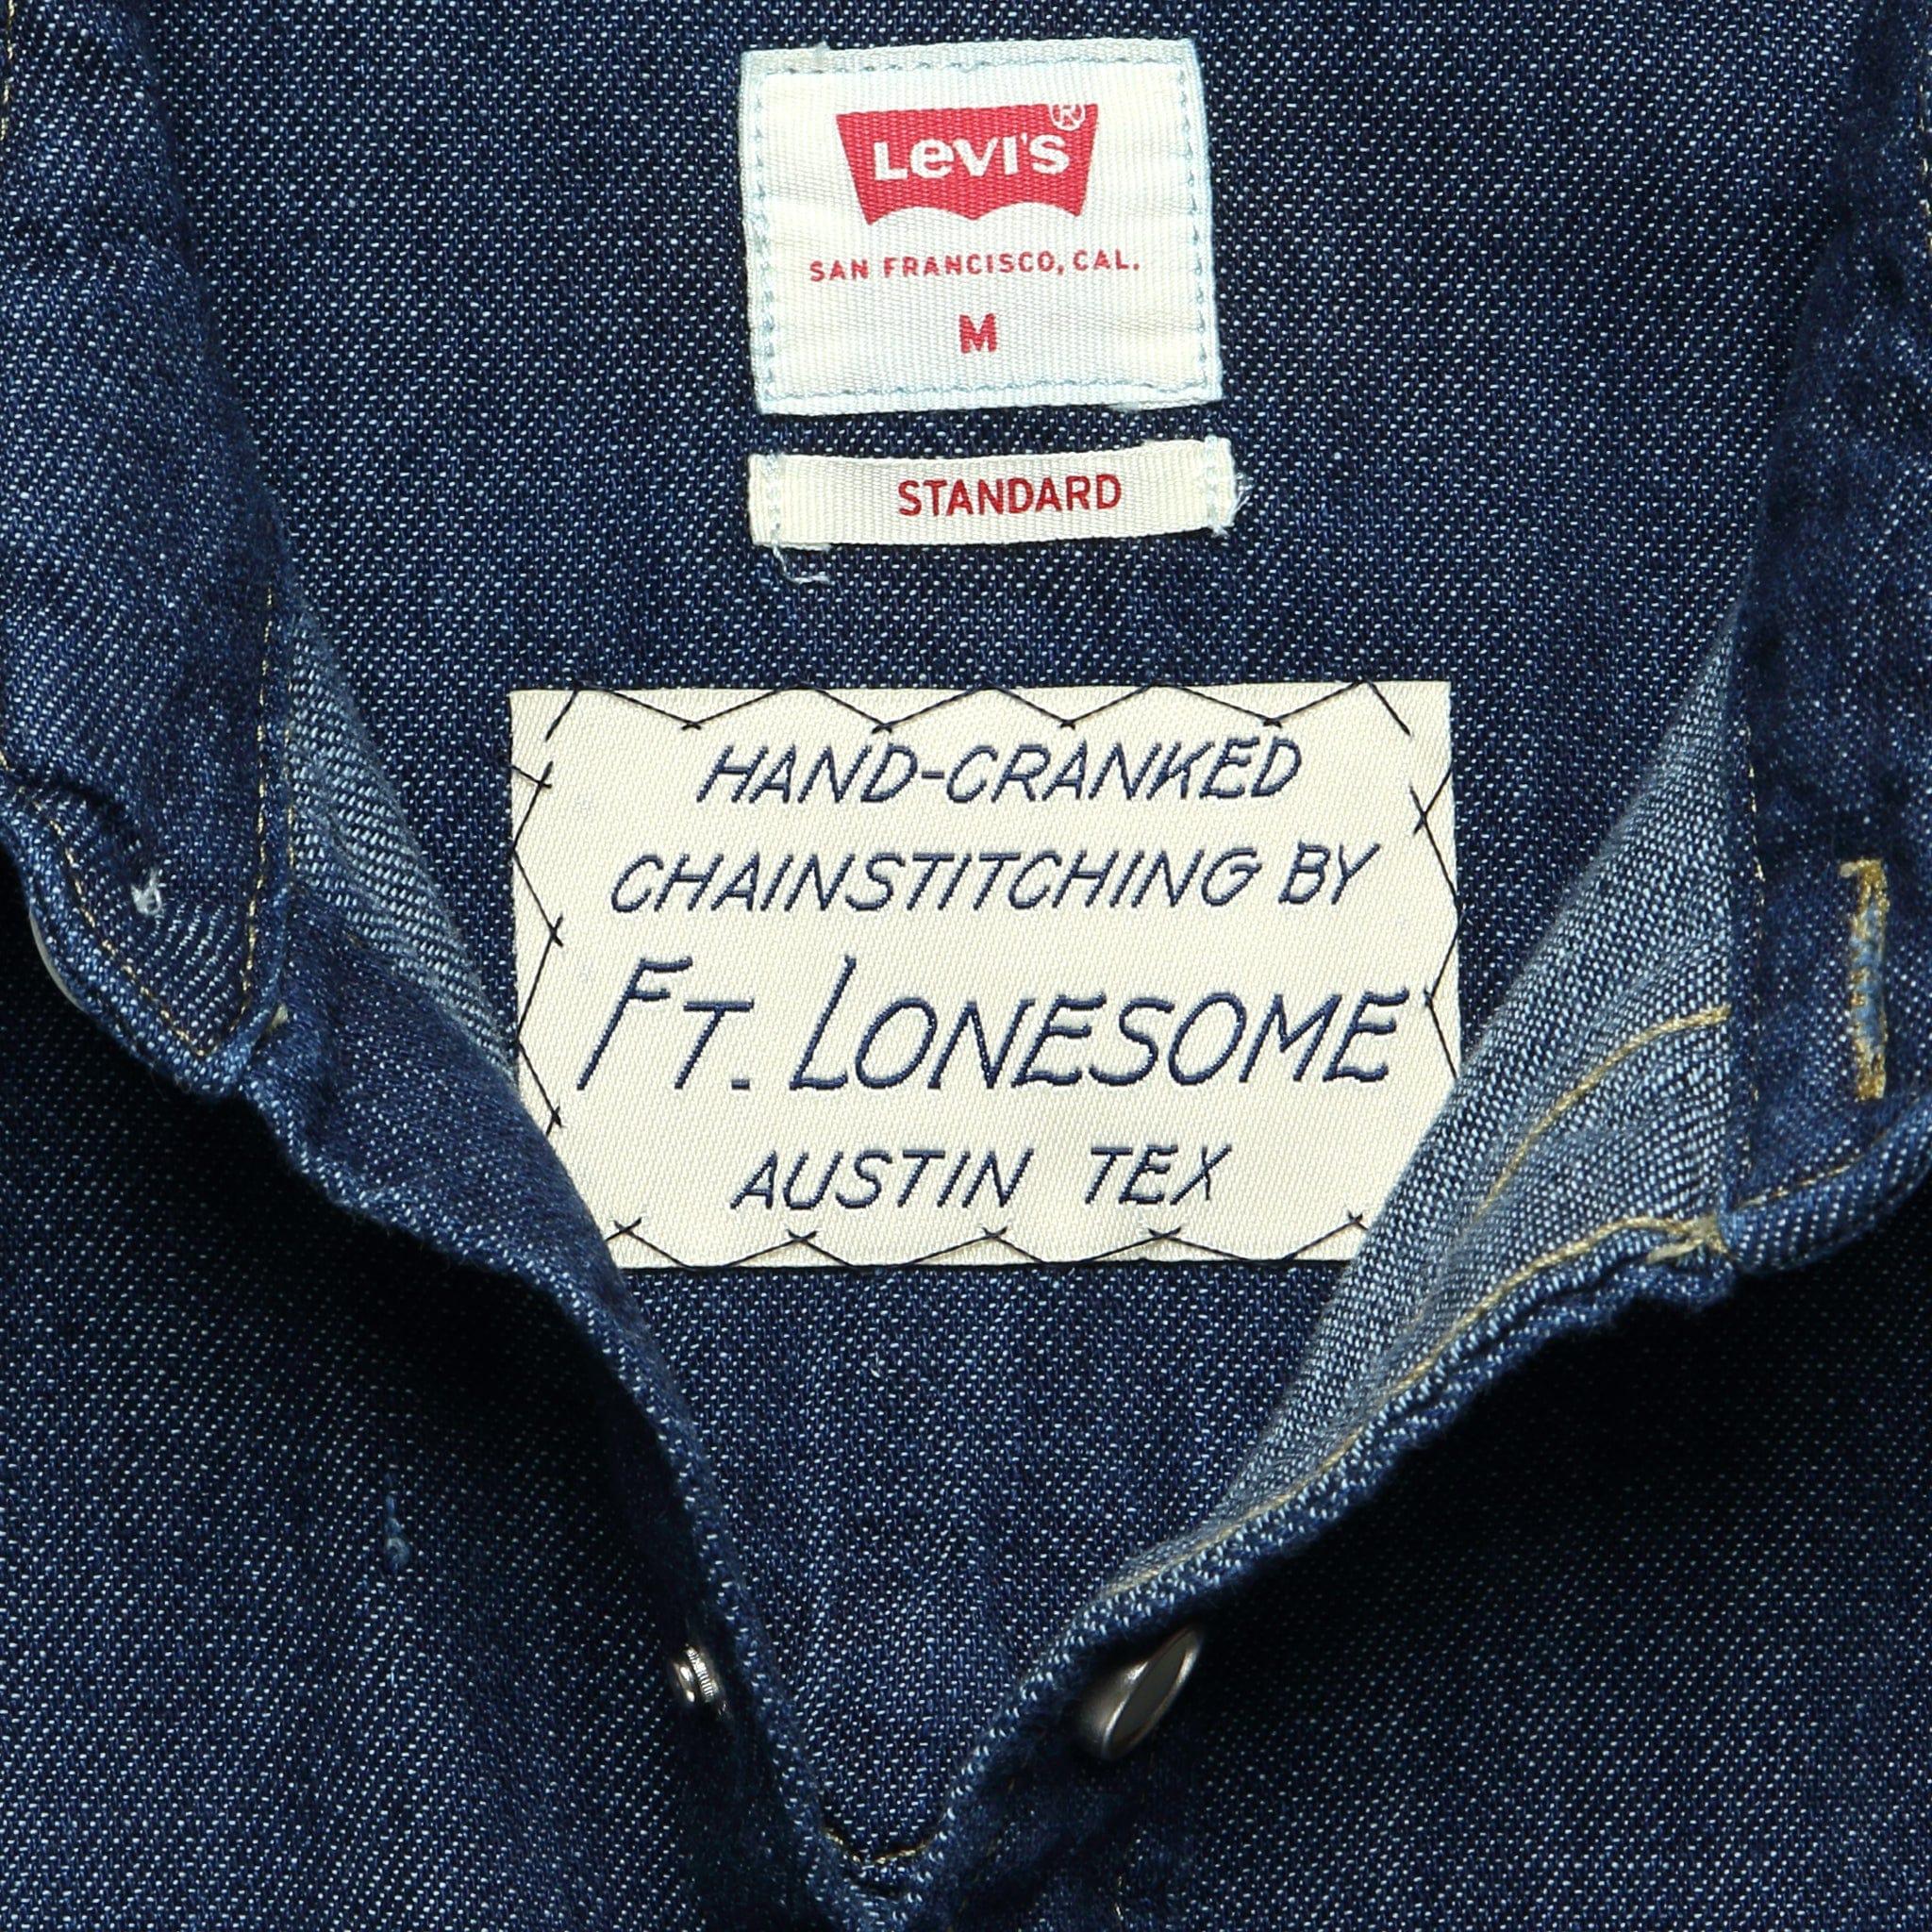 Levi's®
SAN FRANCISCO, CAL.
M
STANDARD
HAND-CRANKED
CHAINSTITCHING BY
FT. LONESOME
AUSTIN TEX